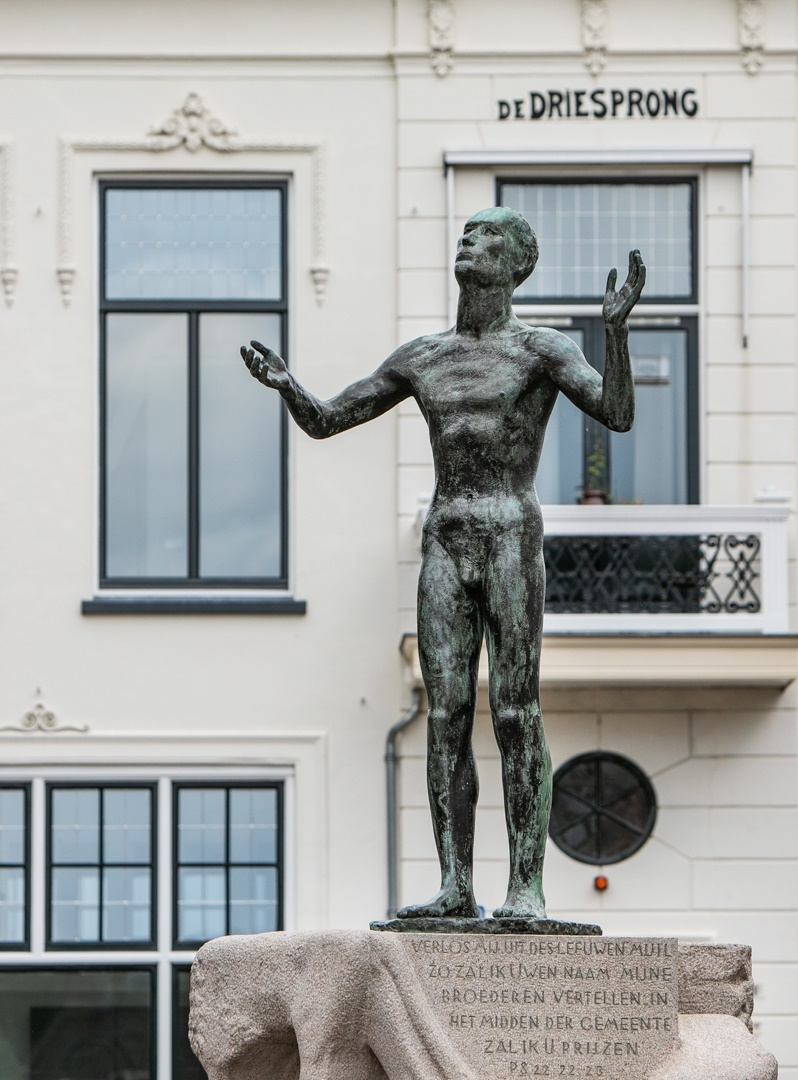 DE DRIESPRONG
VERLOS MIJ UIT DES LEEUWEN MUIL
ZO ZAL IK UWEN NAAM MIJNE
BROEDEREN VERTELLEN, IN
HET MIDDEN DER GEMEENTE
ZAL IK U PRIJZEN
PS 22 22.23